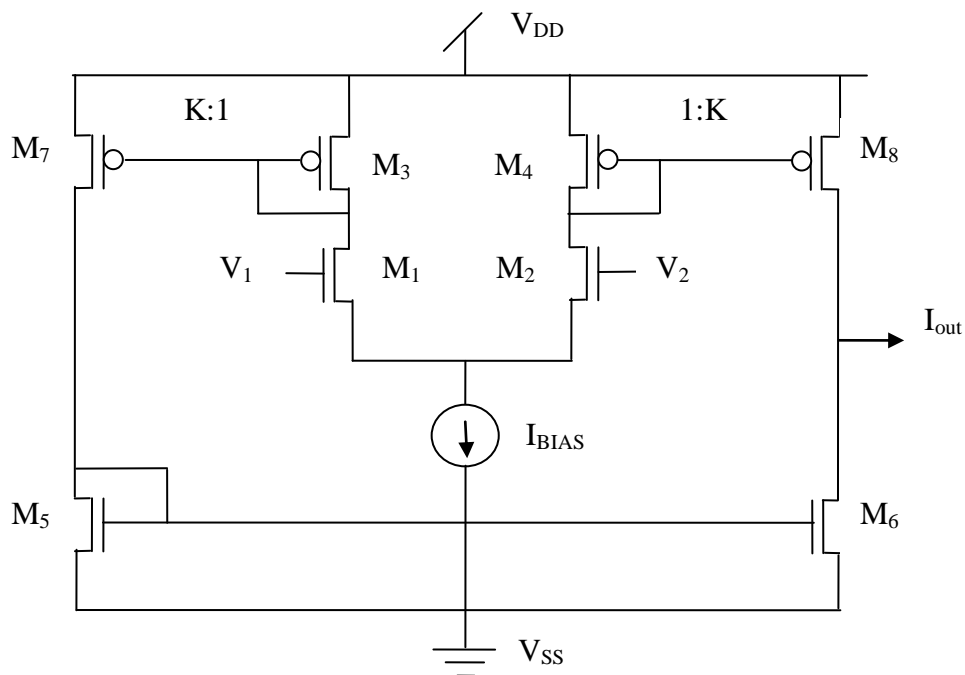 V_DD
K:1
1:K
M_7
M_3
M_4
M_8
V_1
M_1
M_2
V_2
I_out
I_BIAS
M_5
M_6
V_SS